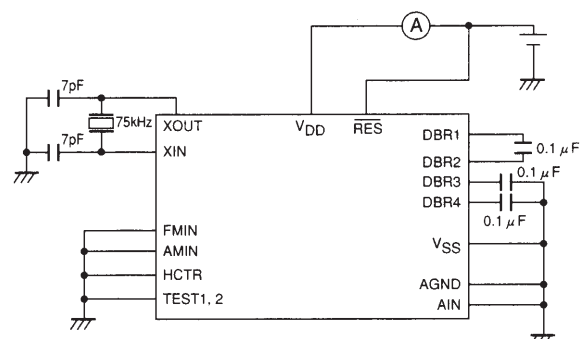 A
7pF
XOUT
75kHz
7pF
XIN
VDD
RES
DBR1
0.1 μF
DBR2
0.1 μF
DBR3
DBR4
0.1 μF
FMIN
AMIN
HCTR
TEST1, 2
VSS
AGND
AIN